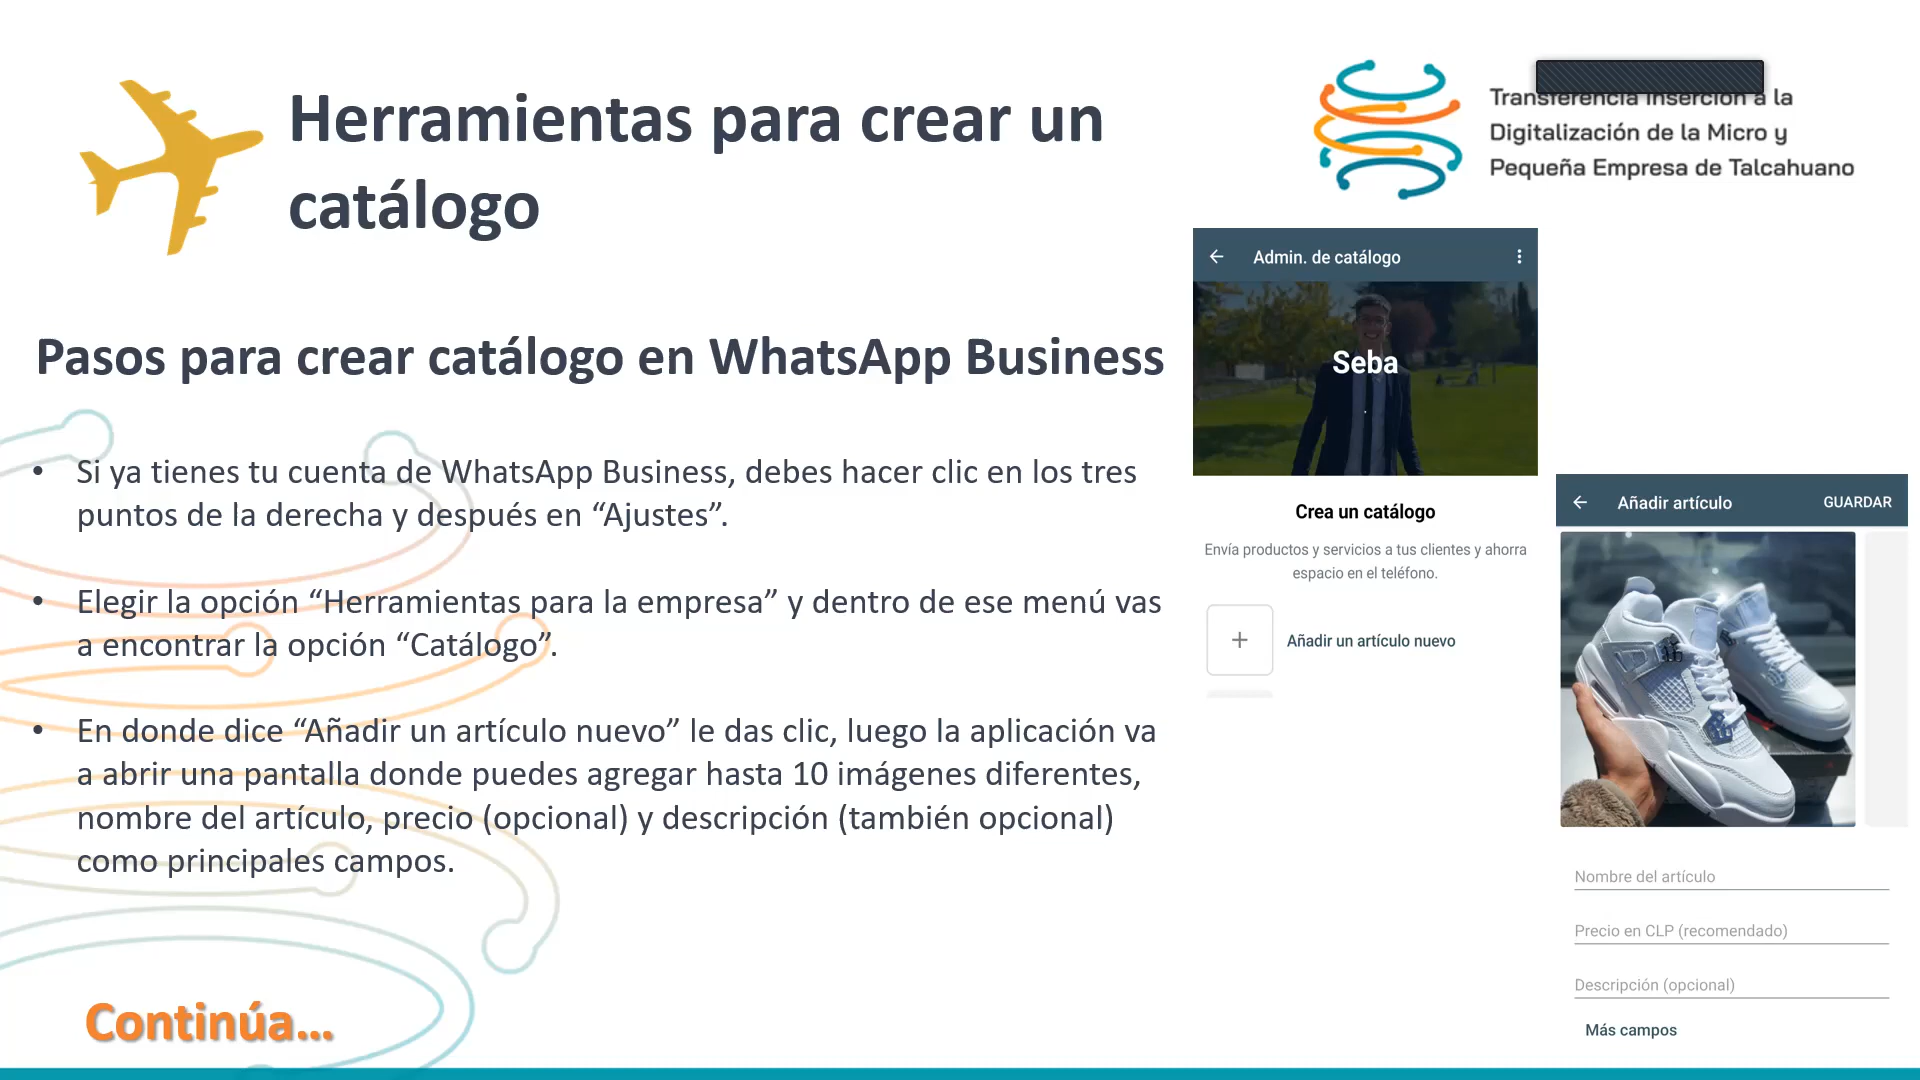 Herramientas para crear un
catálogo
Transferencia Inserción a la
Digitalización de la Micro y
Pequeña Empresa de Talcahuano
Pasos para crear catálogo en WhatsApp Business
• Si ya tienes tu cuenta de WhatsApp Business, debes hacer clic en los tres
puntos de la derecha y después en “Ajustes”.
• Elegir la opción “Herramientas para la empresa” y dentro de ese menú vas
a encontrar la opción “Catálogo”.
• En donde dice “Añadir un artículo nuevo” le das clic, luego la aplicación va
a abrir una pantalla donde puedes agregar hasta 10 imágenes diferentes,
nombre del artículo, precio (opcional) y descripción (también opcional)
como principales campos.
Continúa...
Admin. de catálogo
Seba
.
Crea un catálogo
Envía productos y servicios a tus clientes y ahorra
espacio en el teléfono.
+ Añadir un artículo nuevo
Añadir artículo GUARDAR
Nombre del artículo
Precio en CLP (recomendado)
Descripción (opcional)
Más campos